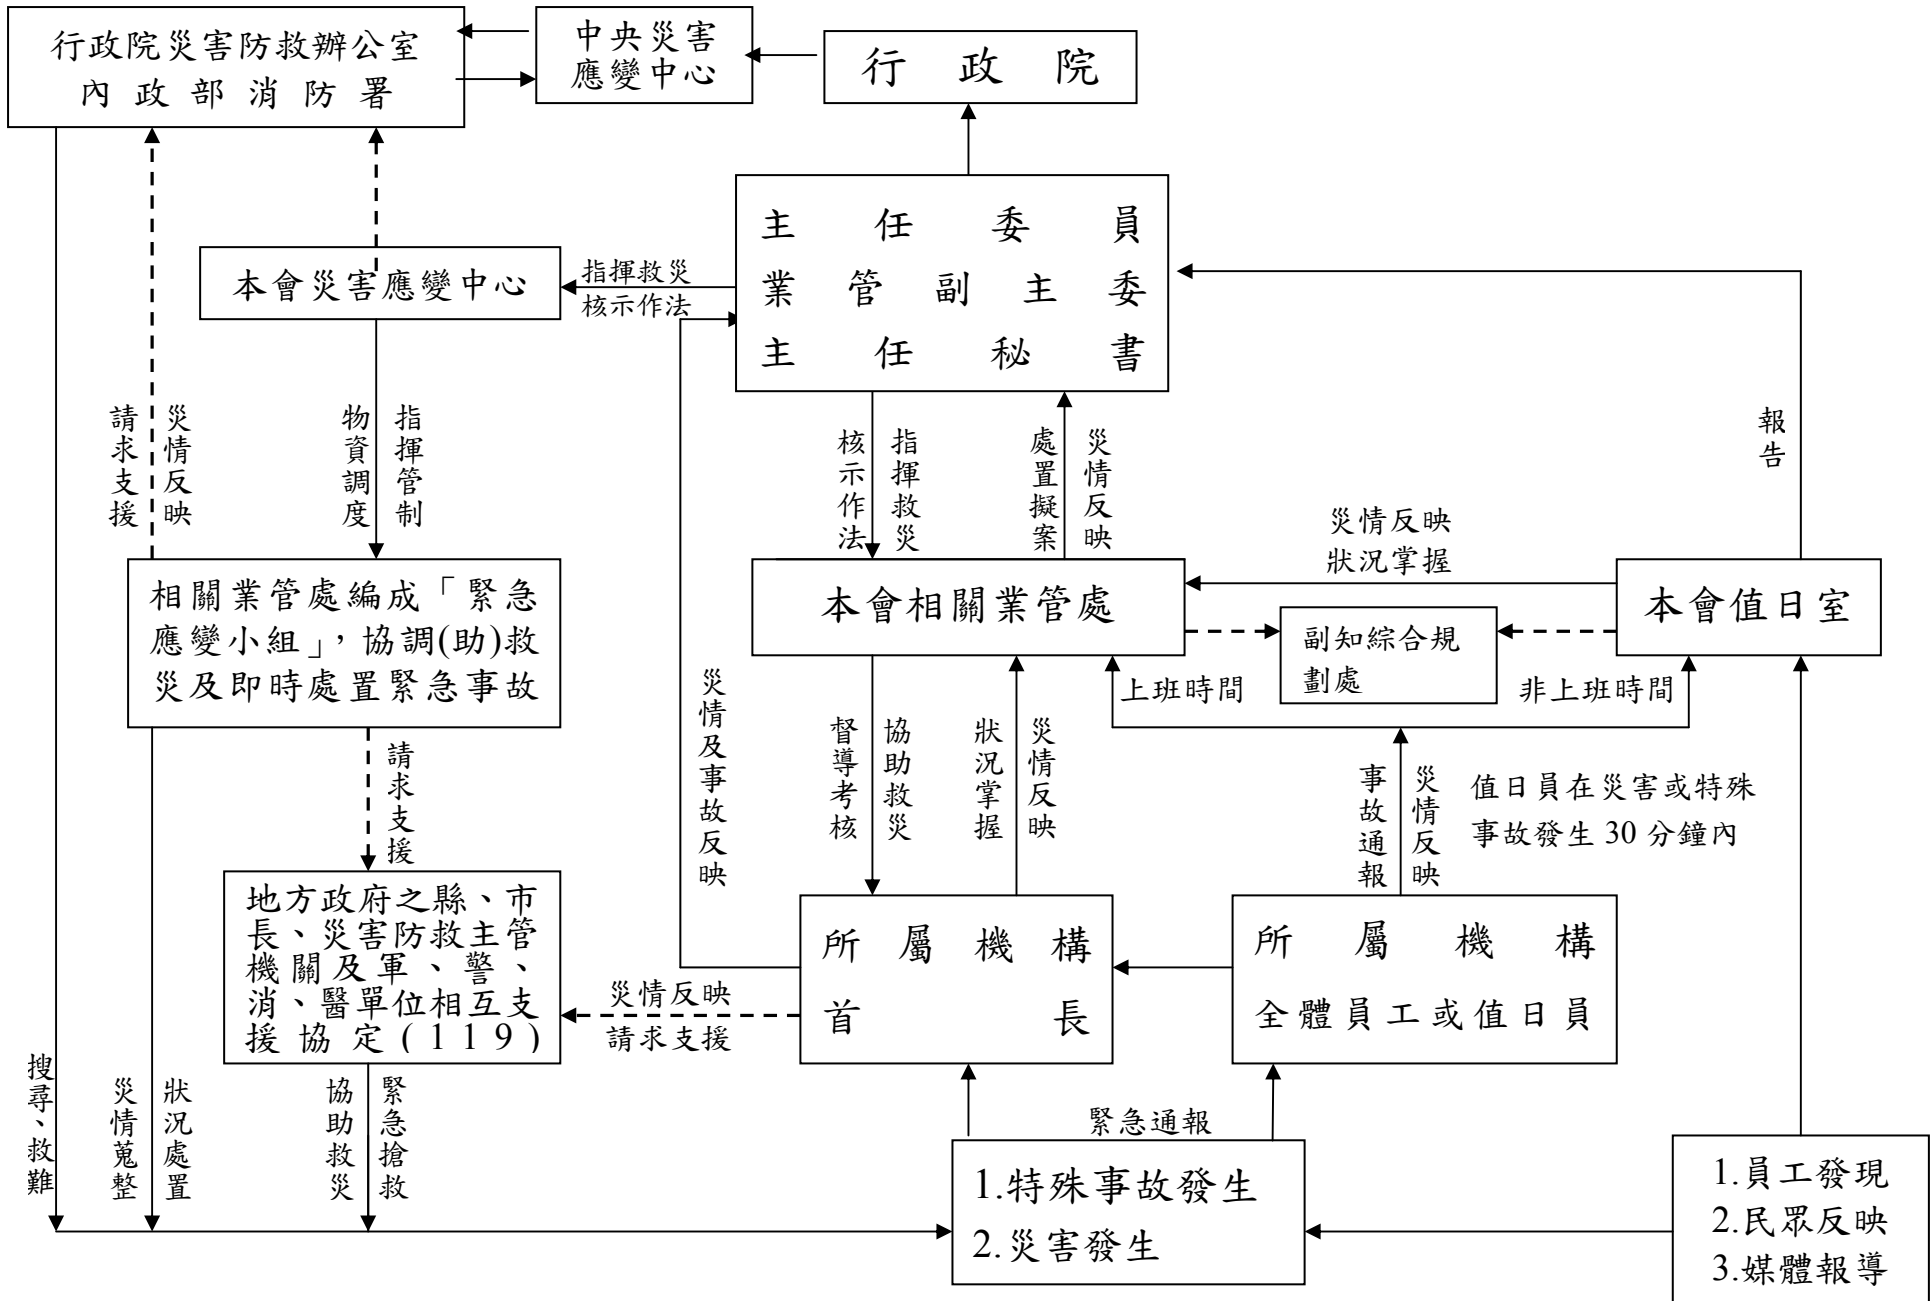 行政院災害防救辦公室
內政部消防署
中央災害
應變中心
行政院
主任委員
業管副主委
主任秘書
本會災害應變中心
指揮救災
核示作法
請求支援
災情反映
物資調度
指揮管制
核示作法
指揮救災
處置擬案
災情反映
報告
災情反映
狀況掌握
相關業管處編成「緊急
應變小組」，協調(助)救
災及即時處置緊急事故
本會相關業管處
副知綜合規
劃處
本會值日室
上班時間
非上班時間
請求支援
災情及事故反映
督導考核
協助救災
狀況掌握
災情反映
事故通報
災情反映
值日員在災害或特殊
事故發生 30 分鐘內
地方政府之縣、市
長、災害防救主管
機關及軍、警、
消、醫單位相互支
援協定(119)
災情反映
請求支援
所屬機構
首長
所屬機構
全體員工或值日員
搜尋、救難
災情蒐整
狀況處置
協助救災
緊急搶救
緊急通報
1.特殊事故發生
2.災害發生
1.員工發現
2.民眾反映
3.媒體報導